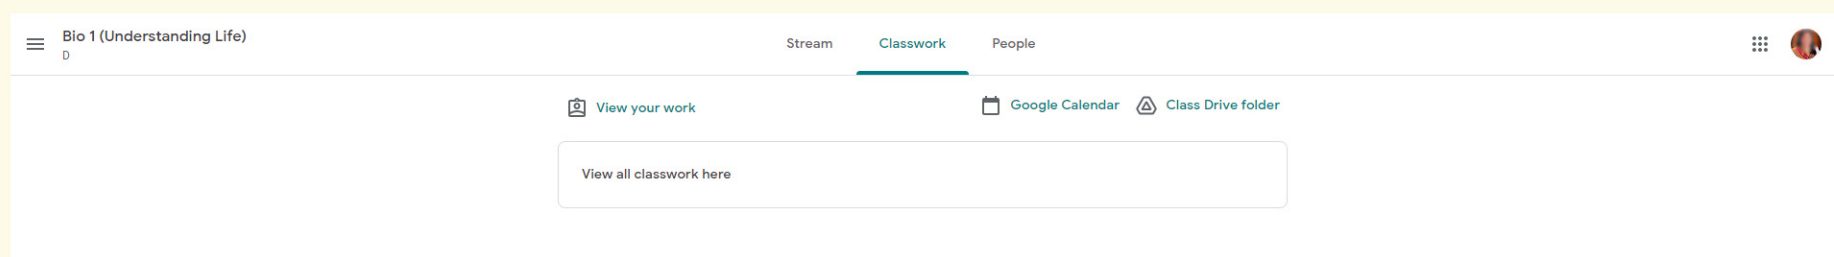 Bio 1 (Understanding Life)
D
Stream
Classwork
People
View your work
Google Calendar
Class Drive folder
View all classwork here